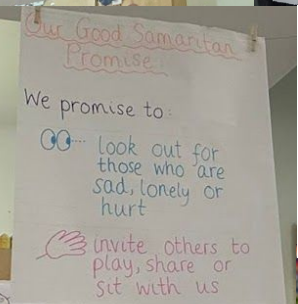 Our Good Samaritan
Promise:
We promise to:
look out for
those who are
sad, lonely or
hurt
invite others to
play, share or
sit with us